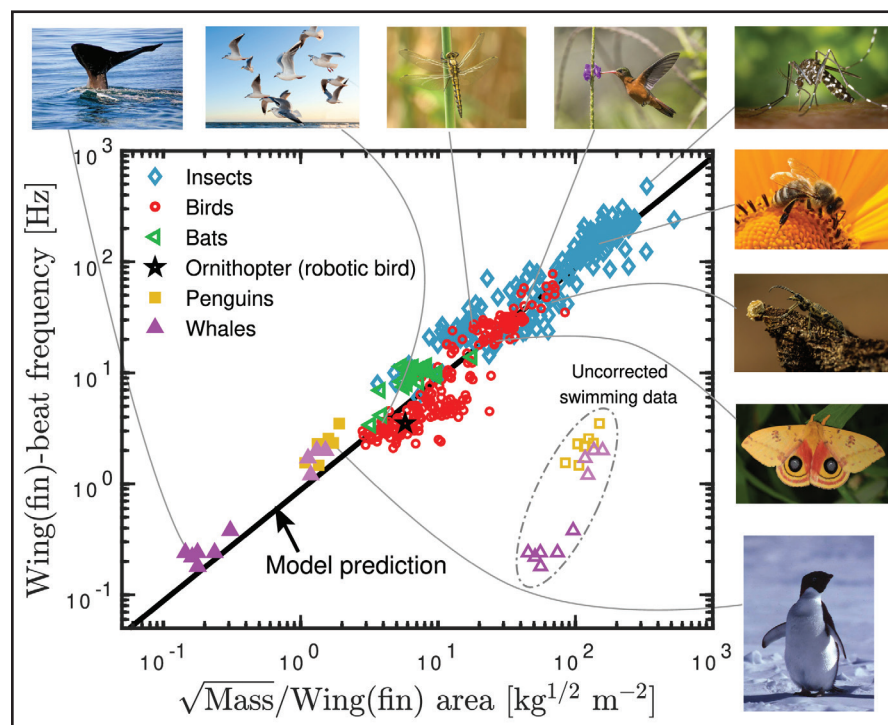 10^3
10^2
10^1
10^0
10^-1
Wing(fin)-beat frequency [Hz]
Insects
Birds
Bats
Ornithopter (robotic bird)
Penguins
Whales
Uncorrected
swimming data
Model prediction
10^-1 10^0 10^1 10^2 10^3
√Mass/Wing(fin) area [kg^1/2 m^−2]